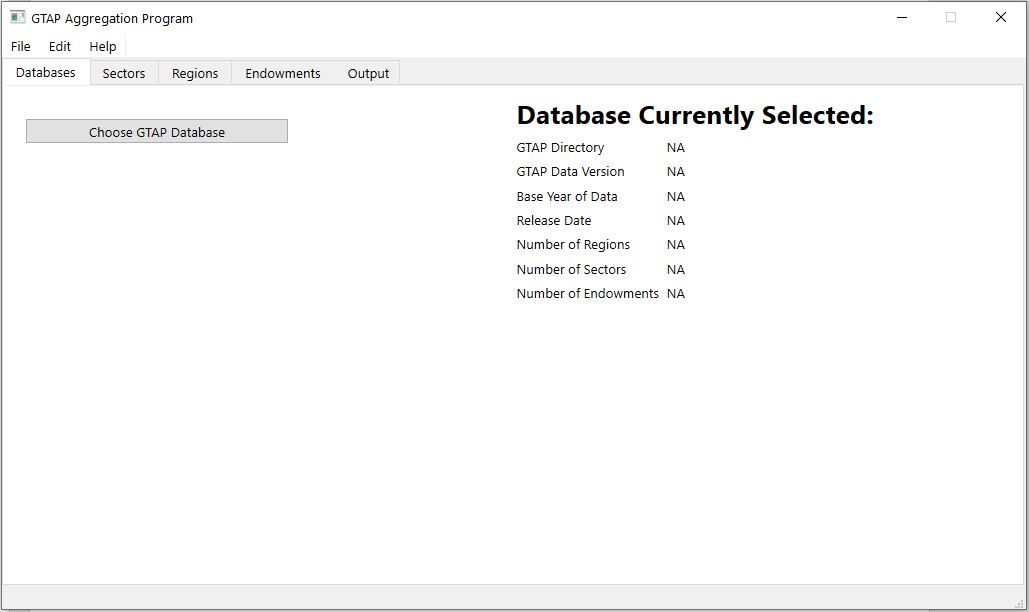 GTAP Aggregation Program
File Edit Help
Databases Sectors Regions Endowments Output
Choose GTAP Database
Database Currently Selected:
GTAP Directory NA
GTAP Data Version NA
Base Year of Data NA
Release Date NA
Number of Regions NA
Number of Sectors NA
Number of Endowments NA